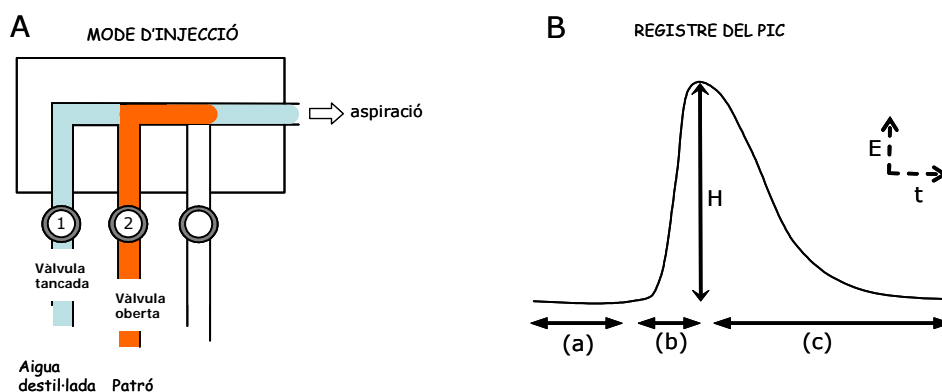 A
MODE D'INJECCIÓ
aspiració
1
2
Vàlvula
tancada
Vàlvula
oberta
Aigua
destil·lada
Patró
B
REGISTRE DEL PIC
H
E
t
(a)
(b)
(c)